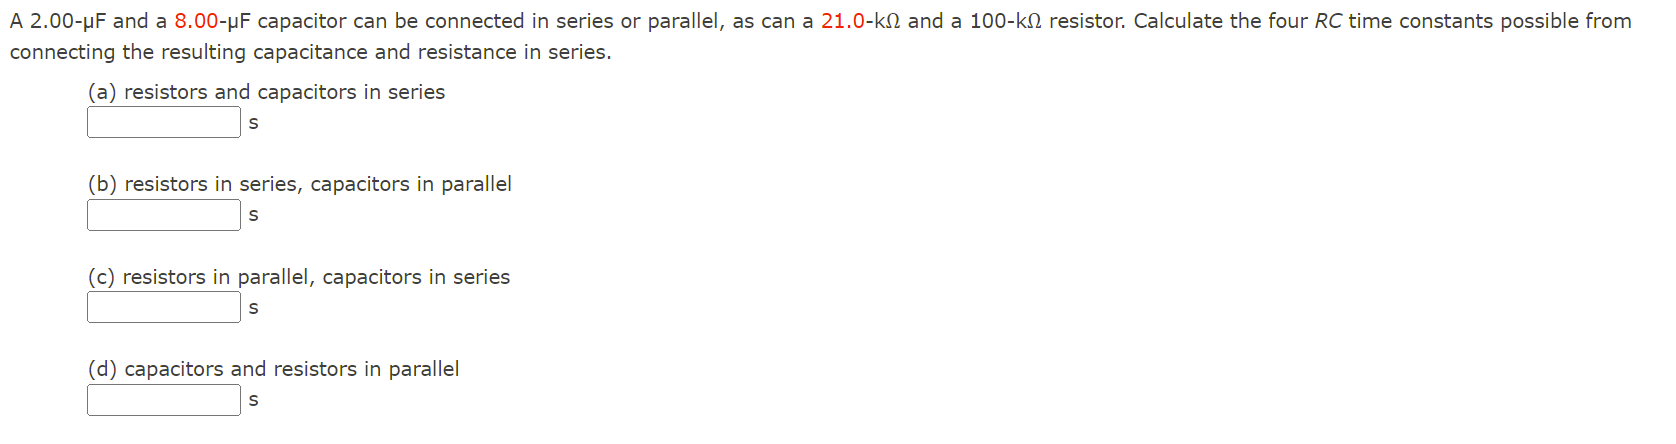 A 2.00-µF and a 8.00-µF capacitor can be connected in series or parallel, as can a 21.0-kΩ and a 100-kΩ resistor. Calculate the four RC time constants possible from
connecting the resulting capacitance and resistance in series.
(a) resistors and capacitors in series
s
(b) resistors in series, capacitors in parallel
s
(c) resistors in parallel, capacitors in series
s
(d) capacitors and resistors in parallel
s